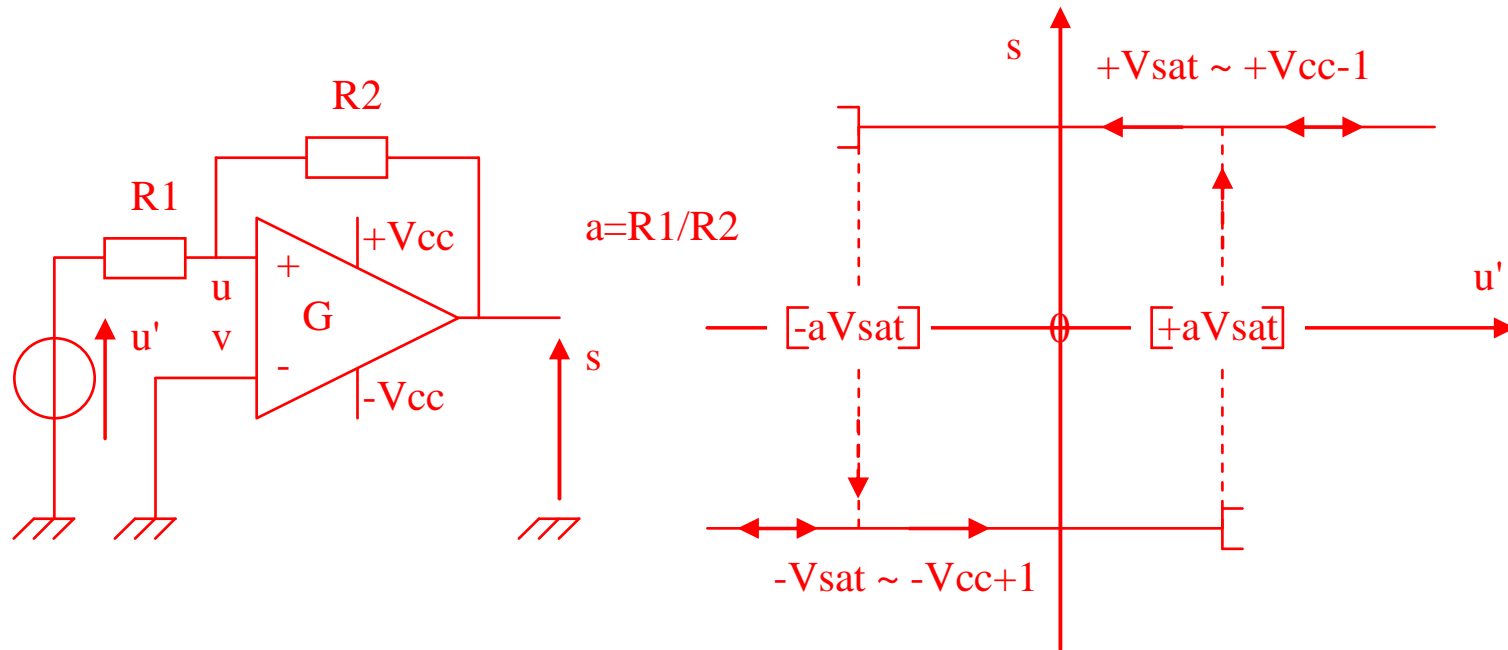 R2
R1
+Vcc
+
u
G
u'
v
-
-Vcc
s
a=R1/R2
s
+Vsat ~ +Vcc-1
u'
[-aVsat]
0
[+aVsat]
-Vsat ~ -Vcc+1